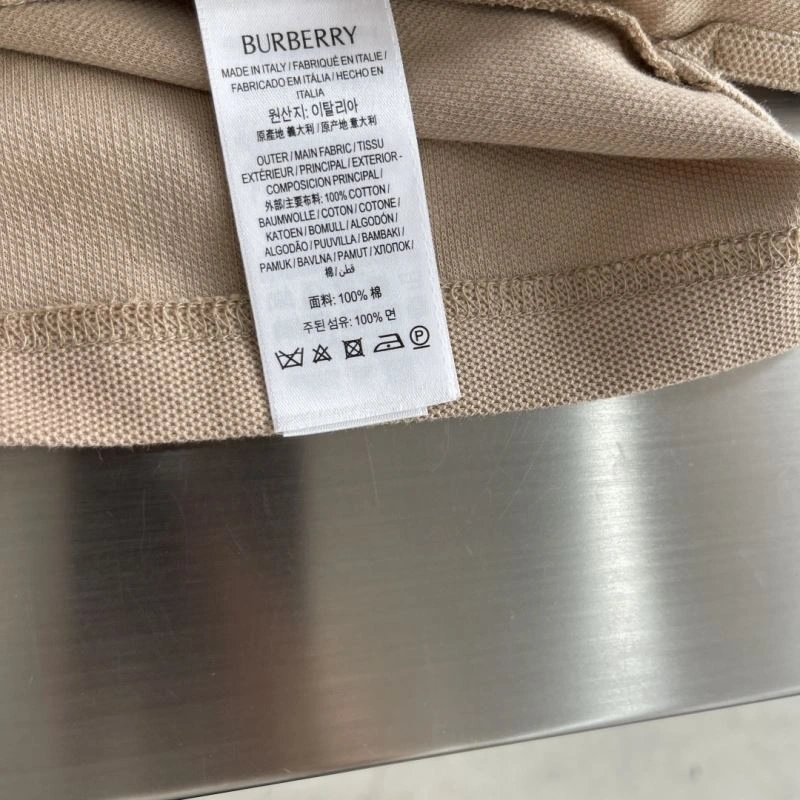 BURBERRY
MADE IN ITALY / FABRIQUÉ EN ITALIE /
FABRICADO EM ITÁLIA / HECHO EN
ITALIA
원산지: 이탈리아
原產地 義大利 / 原产地 意大利
OUTER / MAIN FABRIC / TISSU
EXTÉRIEUR / PRINCIPAL / EXTERIOR -
COMPOSICION PRINCIPAL /
外部/主要布料: 100% COTTON /
BAUMWOLLE / COTON / COTONE /
KATOEN / BOMULL / ALGODÓN /
ALGODÃO / PUUVILLA / BAMBAKI /
PAMUK / BAVLNA / PAMUT / ХЛОПОК /
棉 / قطن
面料: 100% 棉
주된 섬유: 100% 면
P